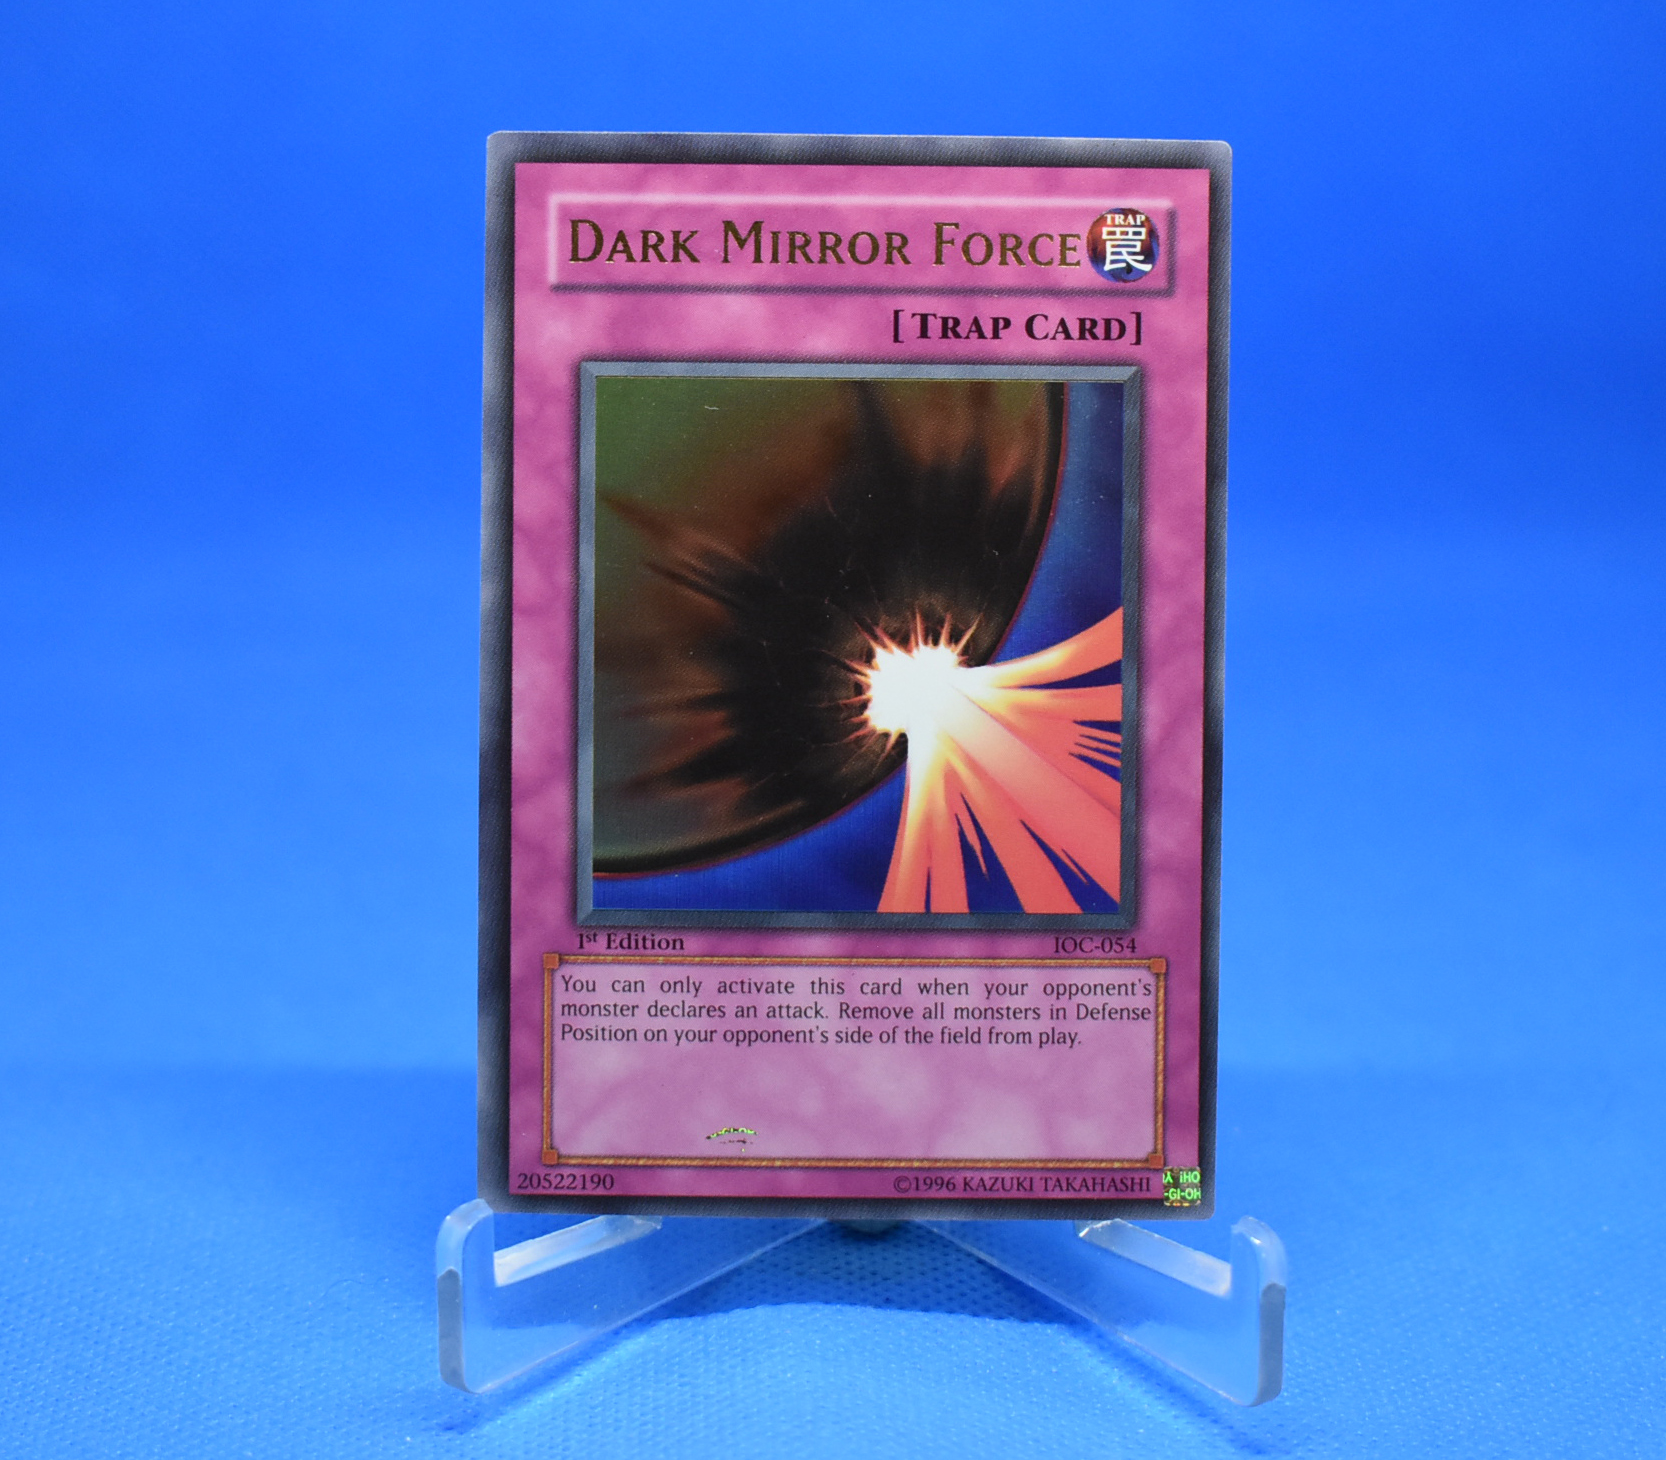 DARK MIRROR FORCE
TRAP
罠
[TRAP CARD]
1st Edition
IOC-054
You can only activate this card when your opponent's
monster declares an attack. Remove all monsters in Defense
Position on your opponent's side of the field from play.
20522190
©1996 KAZUKI TAKAHASHI
-GI-OH